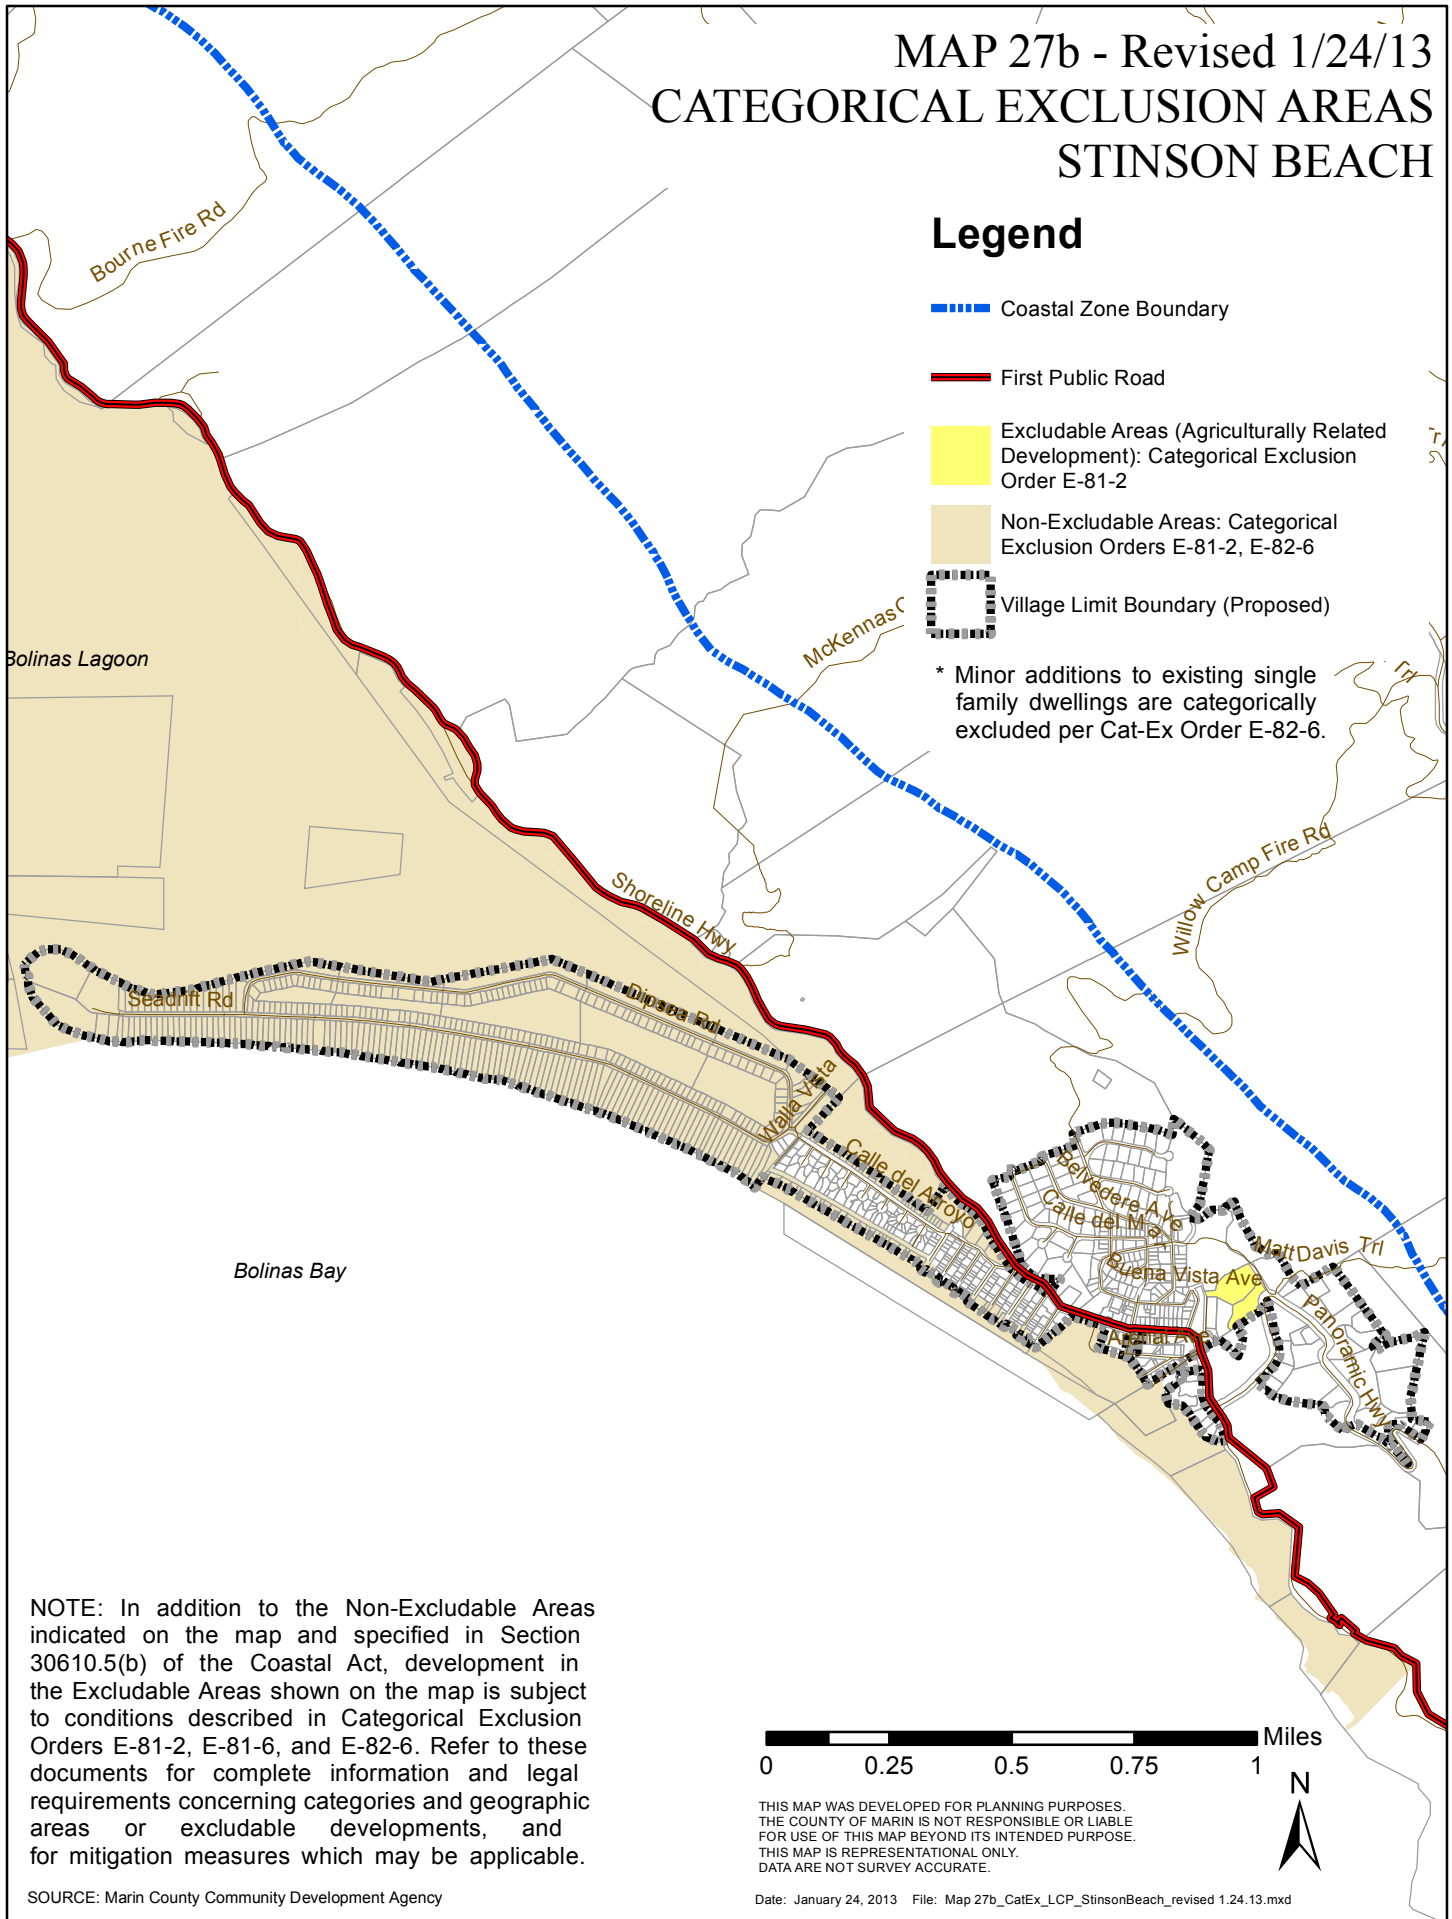 MAP 27b - Revised 1/24/13
CATEGORICAL EXCLUSION AREAS
STINSON BEACH
Legend
Coastal Zone Boundary
First Public Road
Excludable Areas (Agriculturally Related
Development): Categorical Exclusion
Order E-81-2
Non-Excludable Areas: Categorical
Exclusion Orders E-81-2, E-82-6
Village Limit Boundary (Proposed)
* Minor additions to existing single
family dwellings are categorically
excluded per Cat-Ex Order E-82-6.
Bourne Fire Rd
McKennas
Trl
Bolinas Lagoon
Willow Camp Fire Rd
Shoreline Hwy
Seadrift Rd
Dipsea Rd
Walla Vista
Calle del Arroyo
Belvedere Ave
Calle del Mar
Buena Vista Ave
Matt Davis Trl
Panoramic Hwy
Arenal Ave
Bolinas Bay
NOTE: In addition to the Non-Excludable Areas
indicated on the map and specified in Section
30610.5(b) of the Coastal Act, development in
the Excludable Areas shown on the map is subject
to conditions described in Categorical Exclusion
Orders E-81-2, E-81-6, and E-82-6. Refer to these
documents for complete information and legal
requirements concerning categories and geographic
areas or excludable developments, and
for mitigation measures which may be applicable.
SOURCE: Marin County Community Development Agency
Miles
0 0.25 0.5 0.75 1
N
THIS MAP WAS DEVELOPED FOR PLANNING PURPOSES.
THE COUNTY OF MARIN IS NOT RESPONSIBLE OR LIABLE
FOR USE OF THIS MAP BEYOND ITS INTENDED PURPOSE.
THIS MAP IS REPRESENTATIONAL ONLY.
DATA ARE NOT SURVEY ACCURATE.
Date: January 24, 2013 File: Map 27b_CatEx_LCP_StinsonBeach_revised 1.24.13.mxd